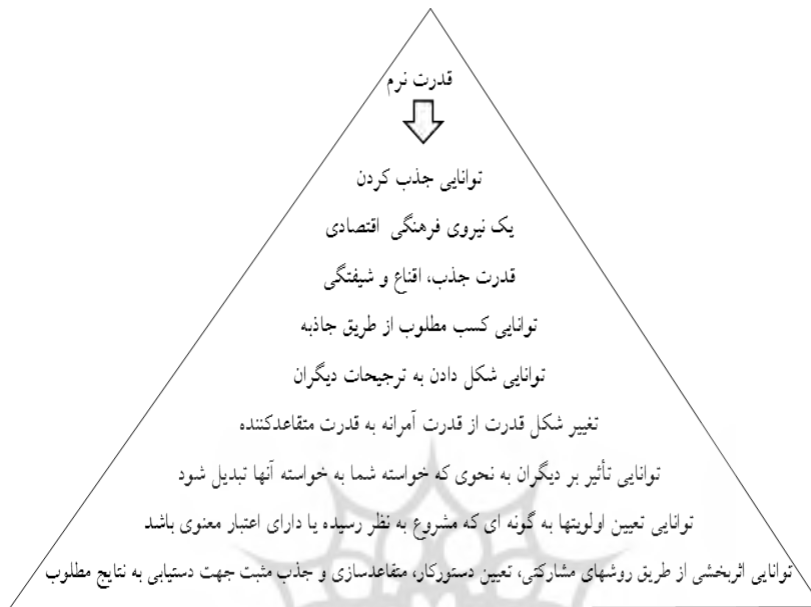 قدرت نرم
توانایی جذب کردن
یک نیروی فرهنگی اقتصادی
قدرت جذب، اقناع و شیفتگی
توانایی کسب مطلوب از طریق جاذبه
توانایی شکل دادن به ترجیحات دیگران
تغییر شکل قدرت از قدرت آمرانه به قدرت متقاعدکننده
توانایی تأثیر بر دیگران به نحوی که خواسته شما به خواسته آنها تبدیل شود
توانایی تعیین اولویتها به گونه ای که مشروع به نظر رسیده یا دارای اعتبار معنوی باشد
توانایی اثربخشی از طریق روشهای مشارکتی، تعیین دستورکار، متقاعدسازی و جذب مثبت جهت دستیابی به نتایج مطلوب